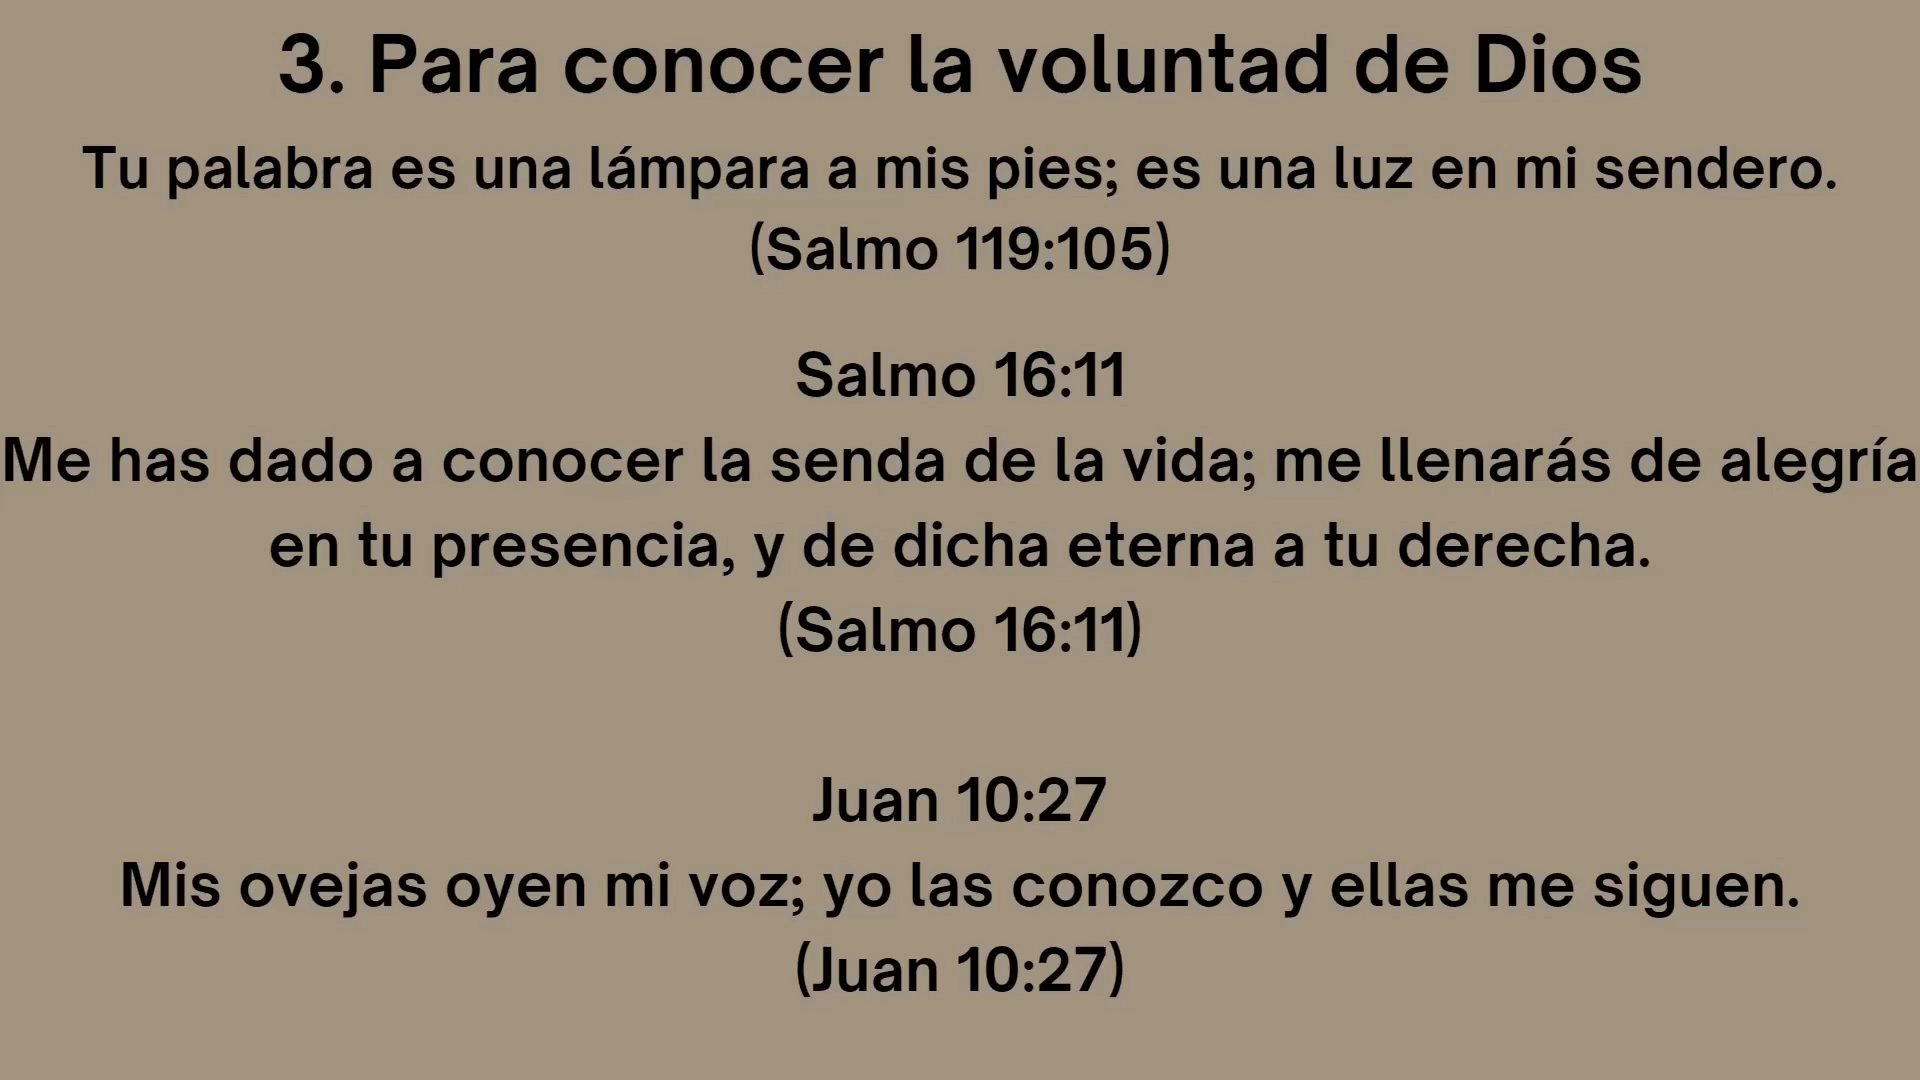 3. Para conocer la voluntad de Dios
Tu palabra es una lámpara a mis pies; es una luz en mi sendero.
(Salmo 119:105)
Salmo 16:11
Me has dado a conocer la senda de la vida; me llenarás de alegría
en tu presencia, y de dicha eterna a tu derecha.
(Salmo 16:11)
Juan 10:27
Mis ovejas oyen mi voz; yo las conozco y ellas me siguen.
(Juan 10:27)